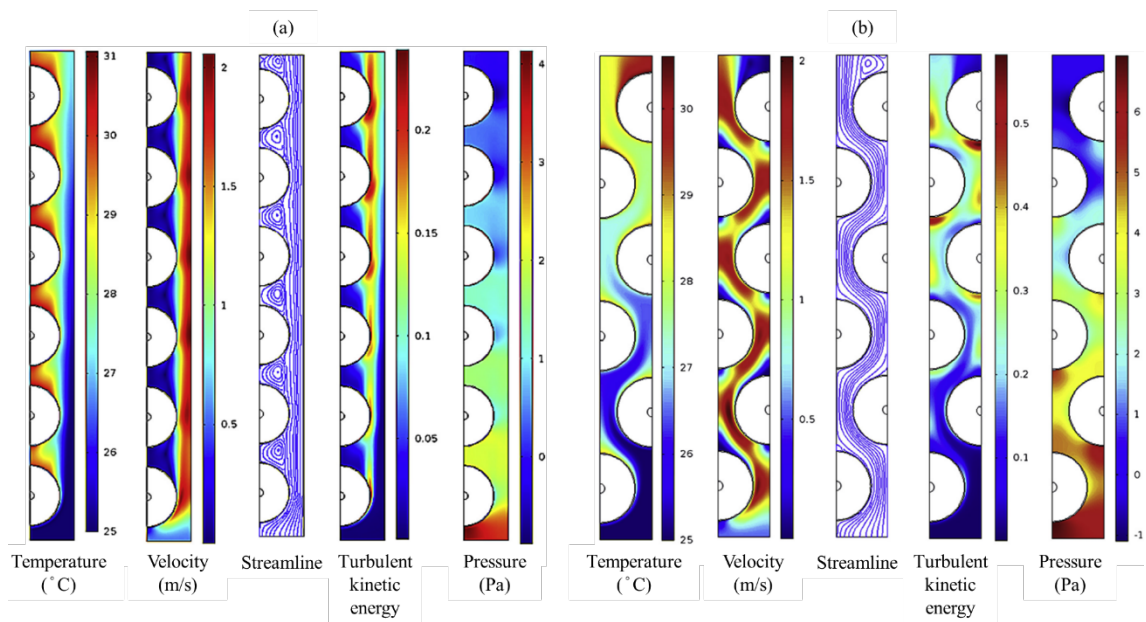 (a)
(b)
31
30
29
28
27
26
25
2
1.5
1
0.5
0.2
0.15
0.1
0.05
4
3
2
1
0
30
29
28
27
26
25
2
1.5
1
0.5
0.5
0.4
0.3
0.2
0.1
6
5
4
3
2
1
0
-1
Temperature
(°C)
Velocity
(m/s)
Streamline
Turbulent
kinetic
energy
Pressure
(Pa)
Temperature
(°C)
Velocity
(m/s)
Streamline
Turbulent
kinetic
energy
Pressure
(Pa)